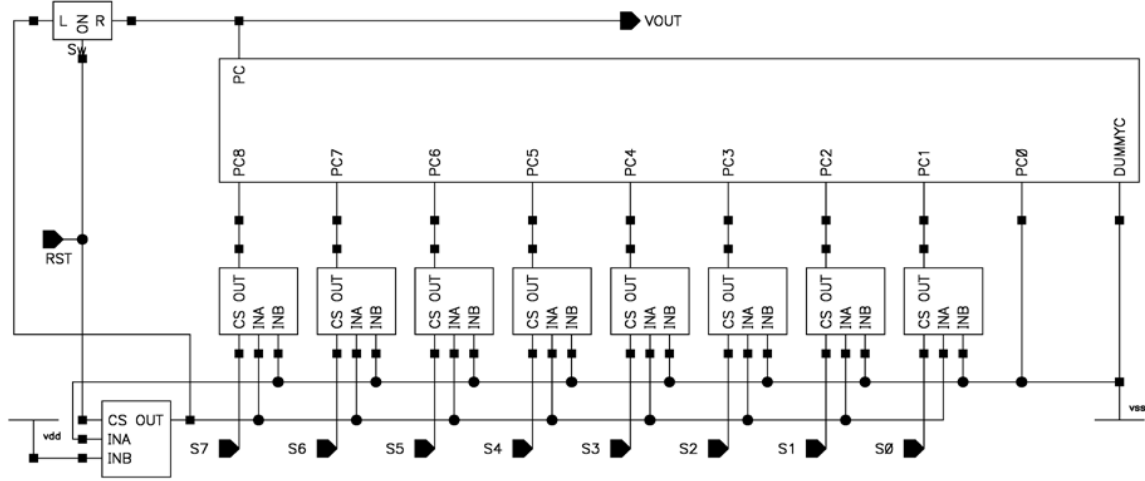 L ON R
SW
VOUT
PC
PC8 PC7 PC6 PC5 PC4 PC3 PC2 PC1 PC0 DUMMYC
RST
CS OUT INA INB CS OUT INA INB CS OUT INA INB CS OUT INA INB CS OUT INA INB CS OUT INA INB CS OUT INA INB CS OUT INA INB
vdd
CS OUT
INA
INB
vss
S7 S6 S5 S4 S3 S2 S1 S0